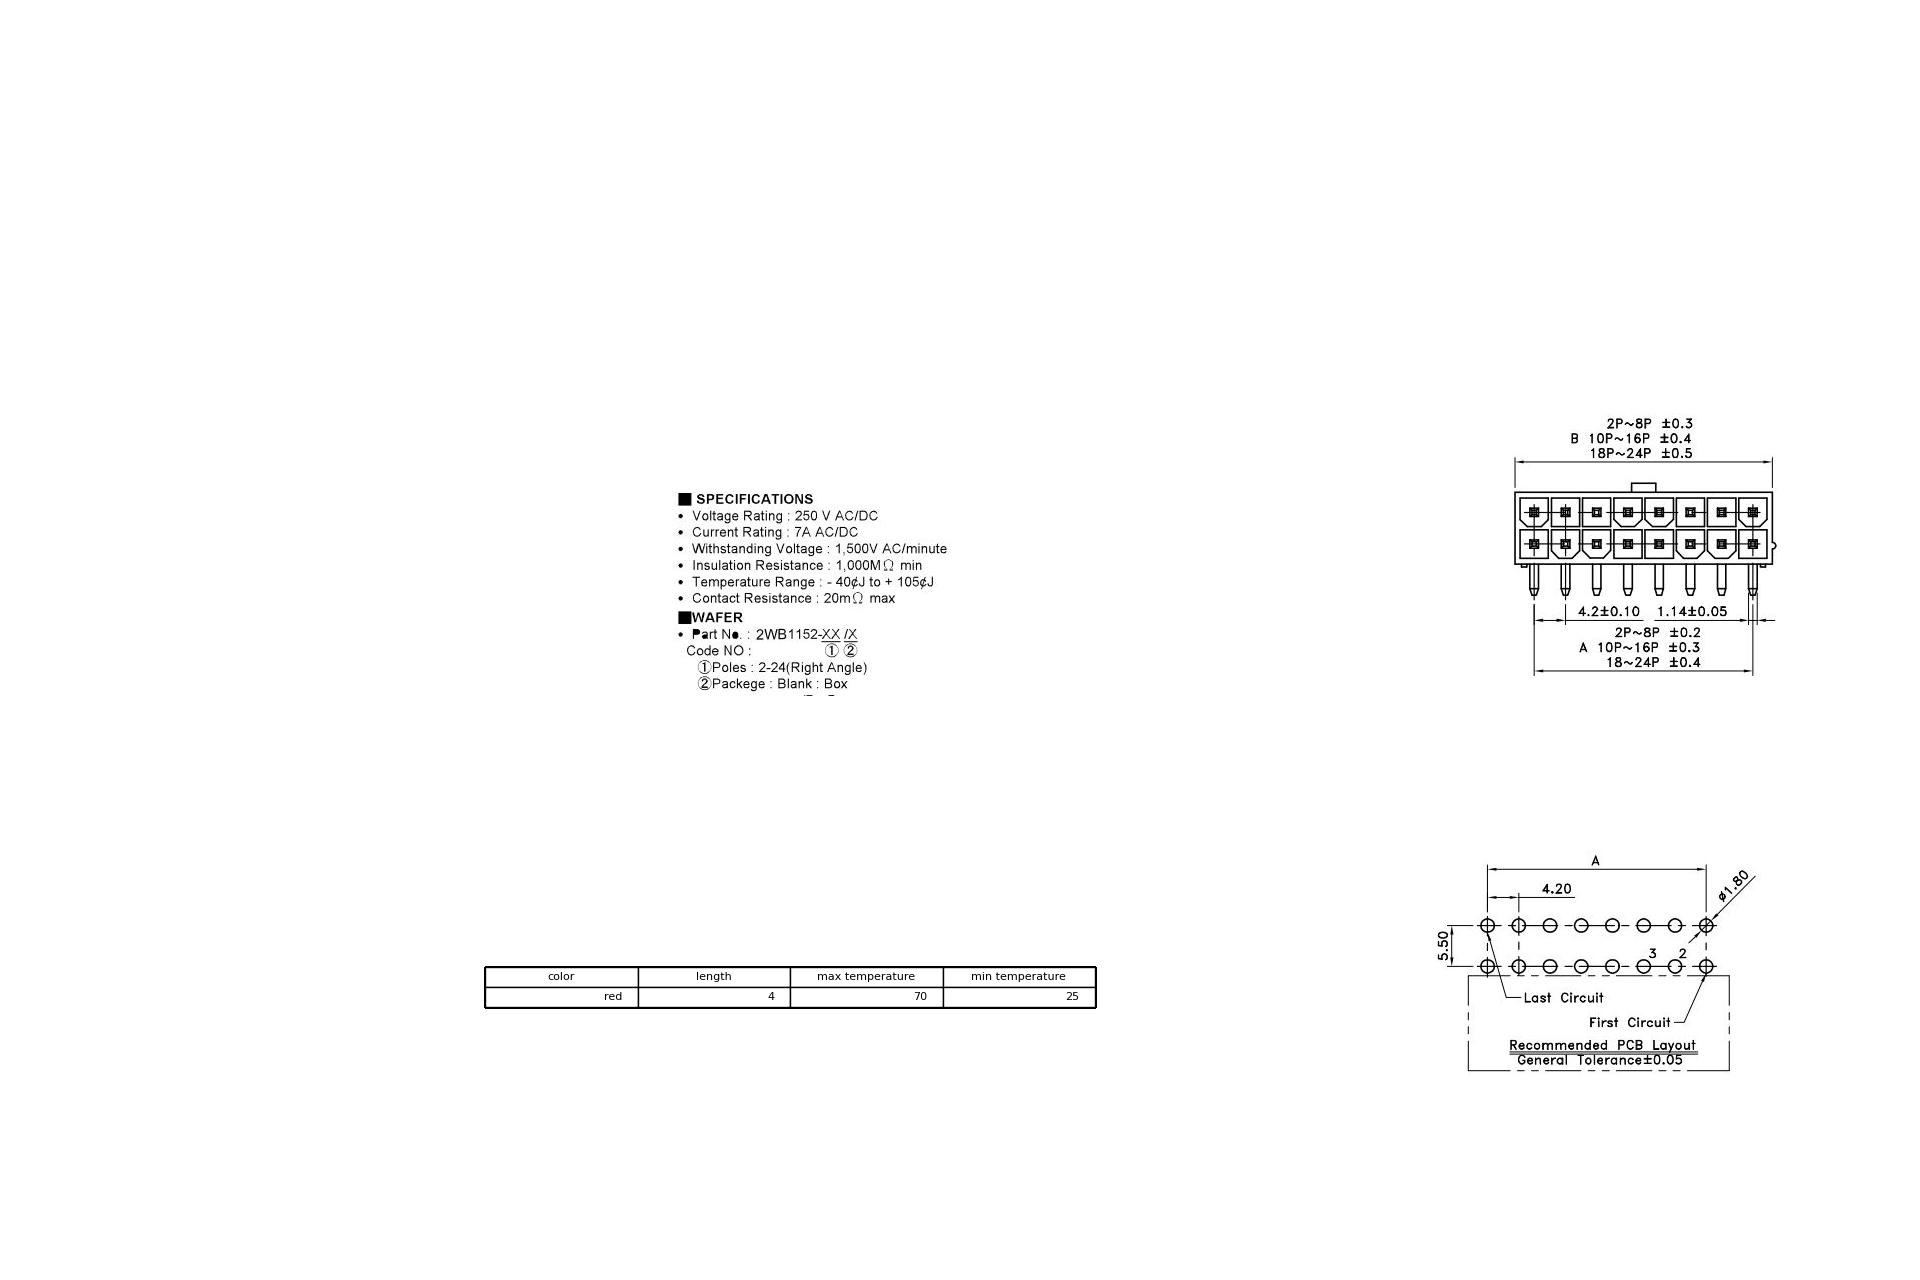 2P~8P ±0.3
B 10P~16P ±0.4
18P~24P ±0.5
■ SPECIFICATIONS
• Voltage Rating : 250 V AC/DC
• Current Rating : 7A AC/DC
• Withstanding Voltage : 1,500V AC/minute
• Insulation Resistance : 1,000MΩ min
• Temperature Range : - 40¢J to + 105¢J
• Contact Resistance : 20mΩ max
■WAFER
• Part No. : 2WB1152-XX /X
Code NO : ① ②
①Poles : 2-24(Right Angle)
②Packege : Blank : Box
4.2±0.10 1.14±0.05
2P~8P ±0.2
A 10P~16P ±0.3
18~24P ±0.4
A
4.20
ø1.80
5.50
3 2
Last Circuit
First Circuit
Recommended PCB Layout
General Tolerance±0.05
color length max temperature min temperature
red 4 70 25